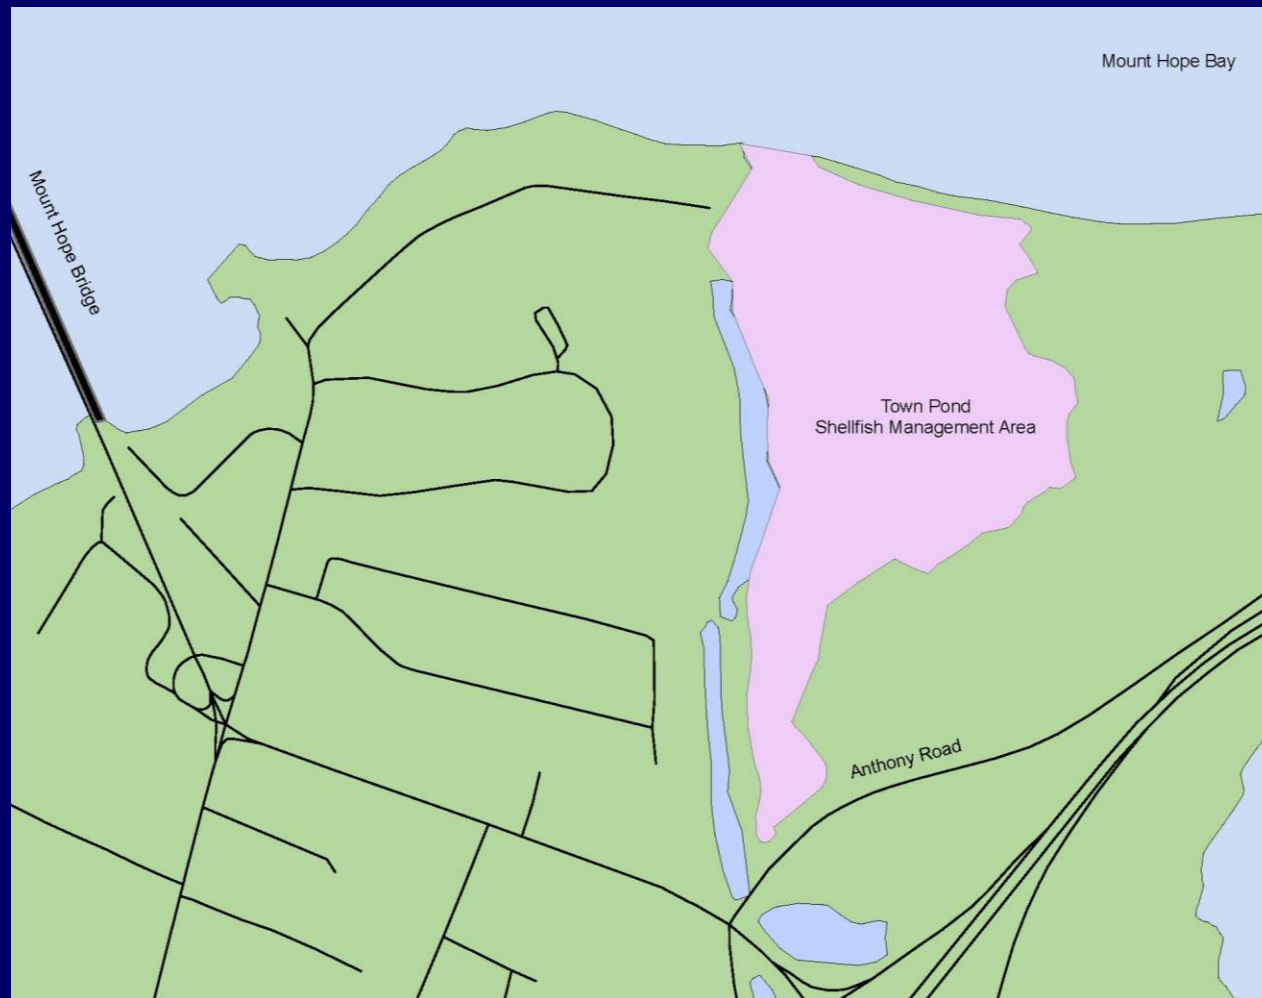 Mount Hope Bay
Mount Hope Bridge
Town Pond
Shellfish Management Area
Anthony Road